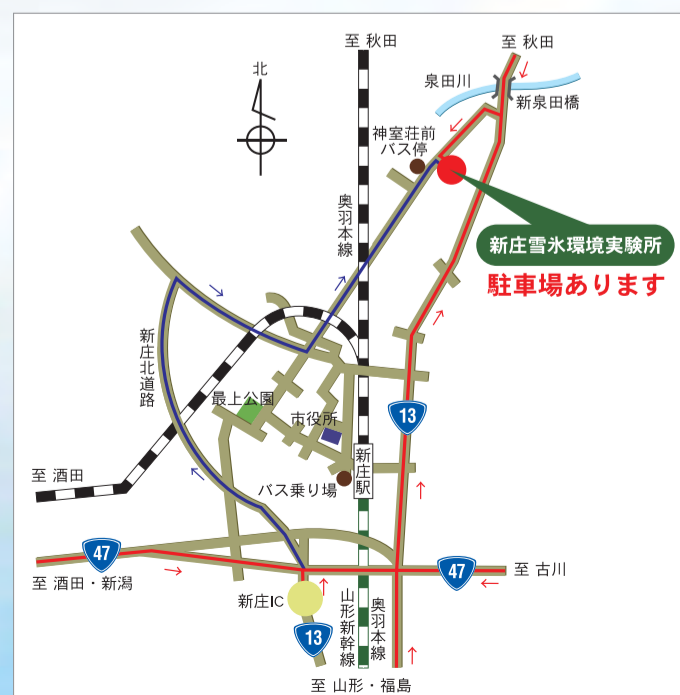 至 秋田
至 秋田
北
泉田川
新泉田橋
神室荘前
バス停
奥羽本線
新庄雪氷環境実験所
駐車場あります
新庄北道路
最上公園
市役所
13
新庄駅
至 酒田
バス乗り場
47
47
至 古川
至 酒田・新潟
新庄IC
山形新幹線
奥羽本線
13
至 山形・福島